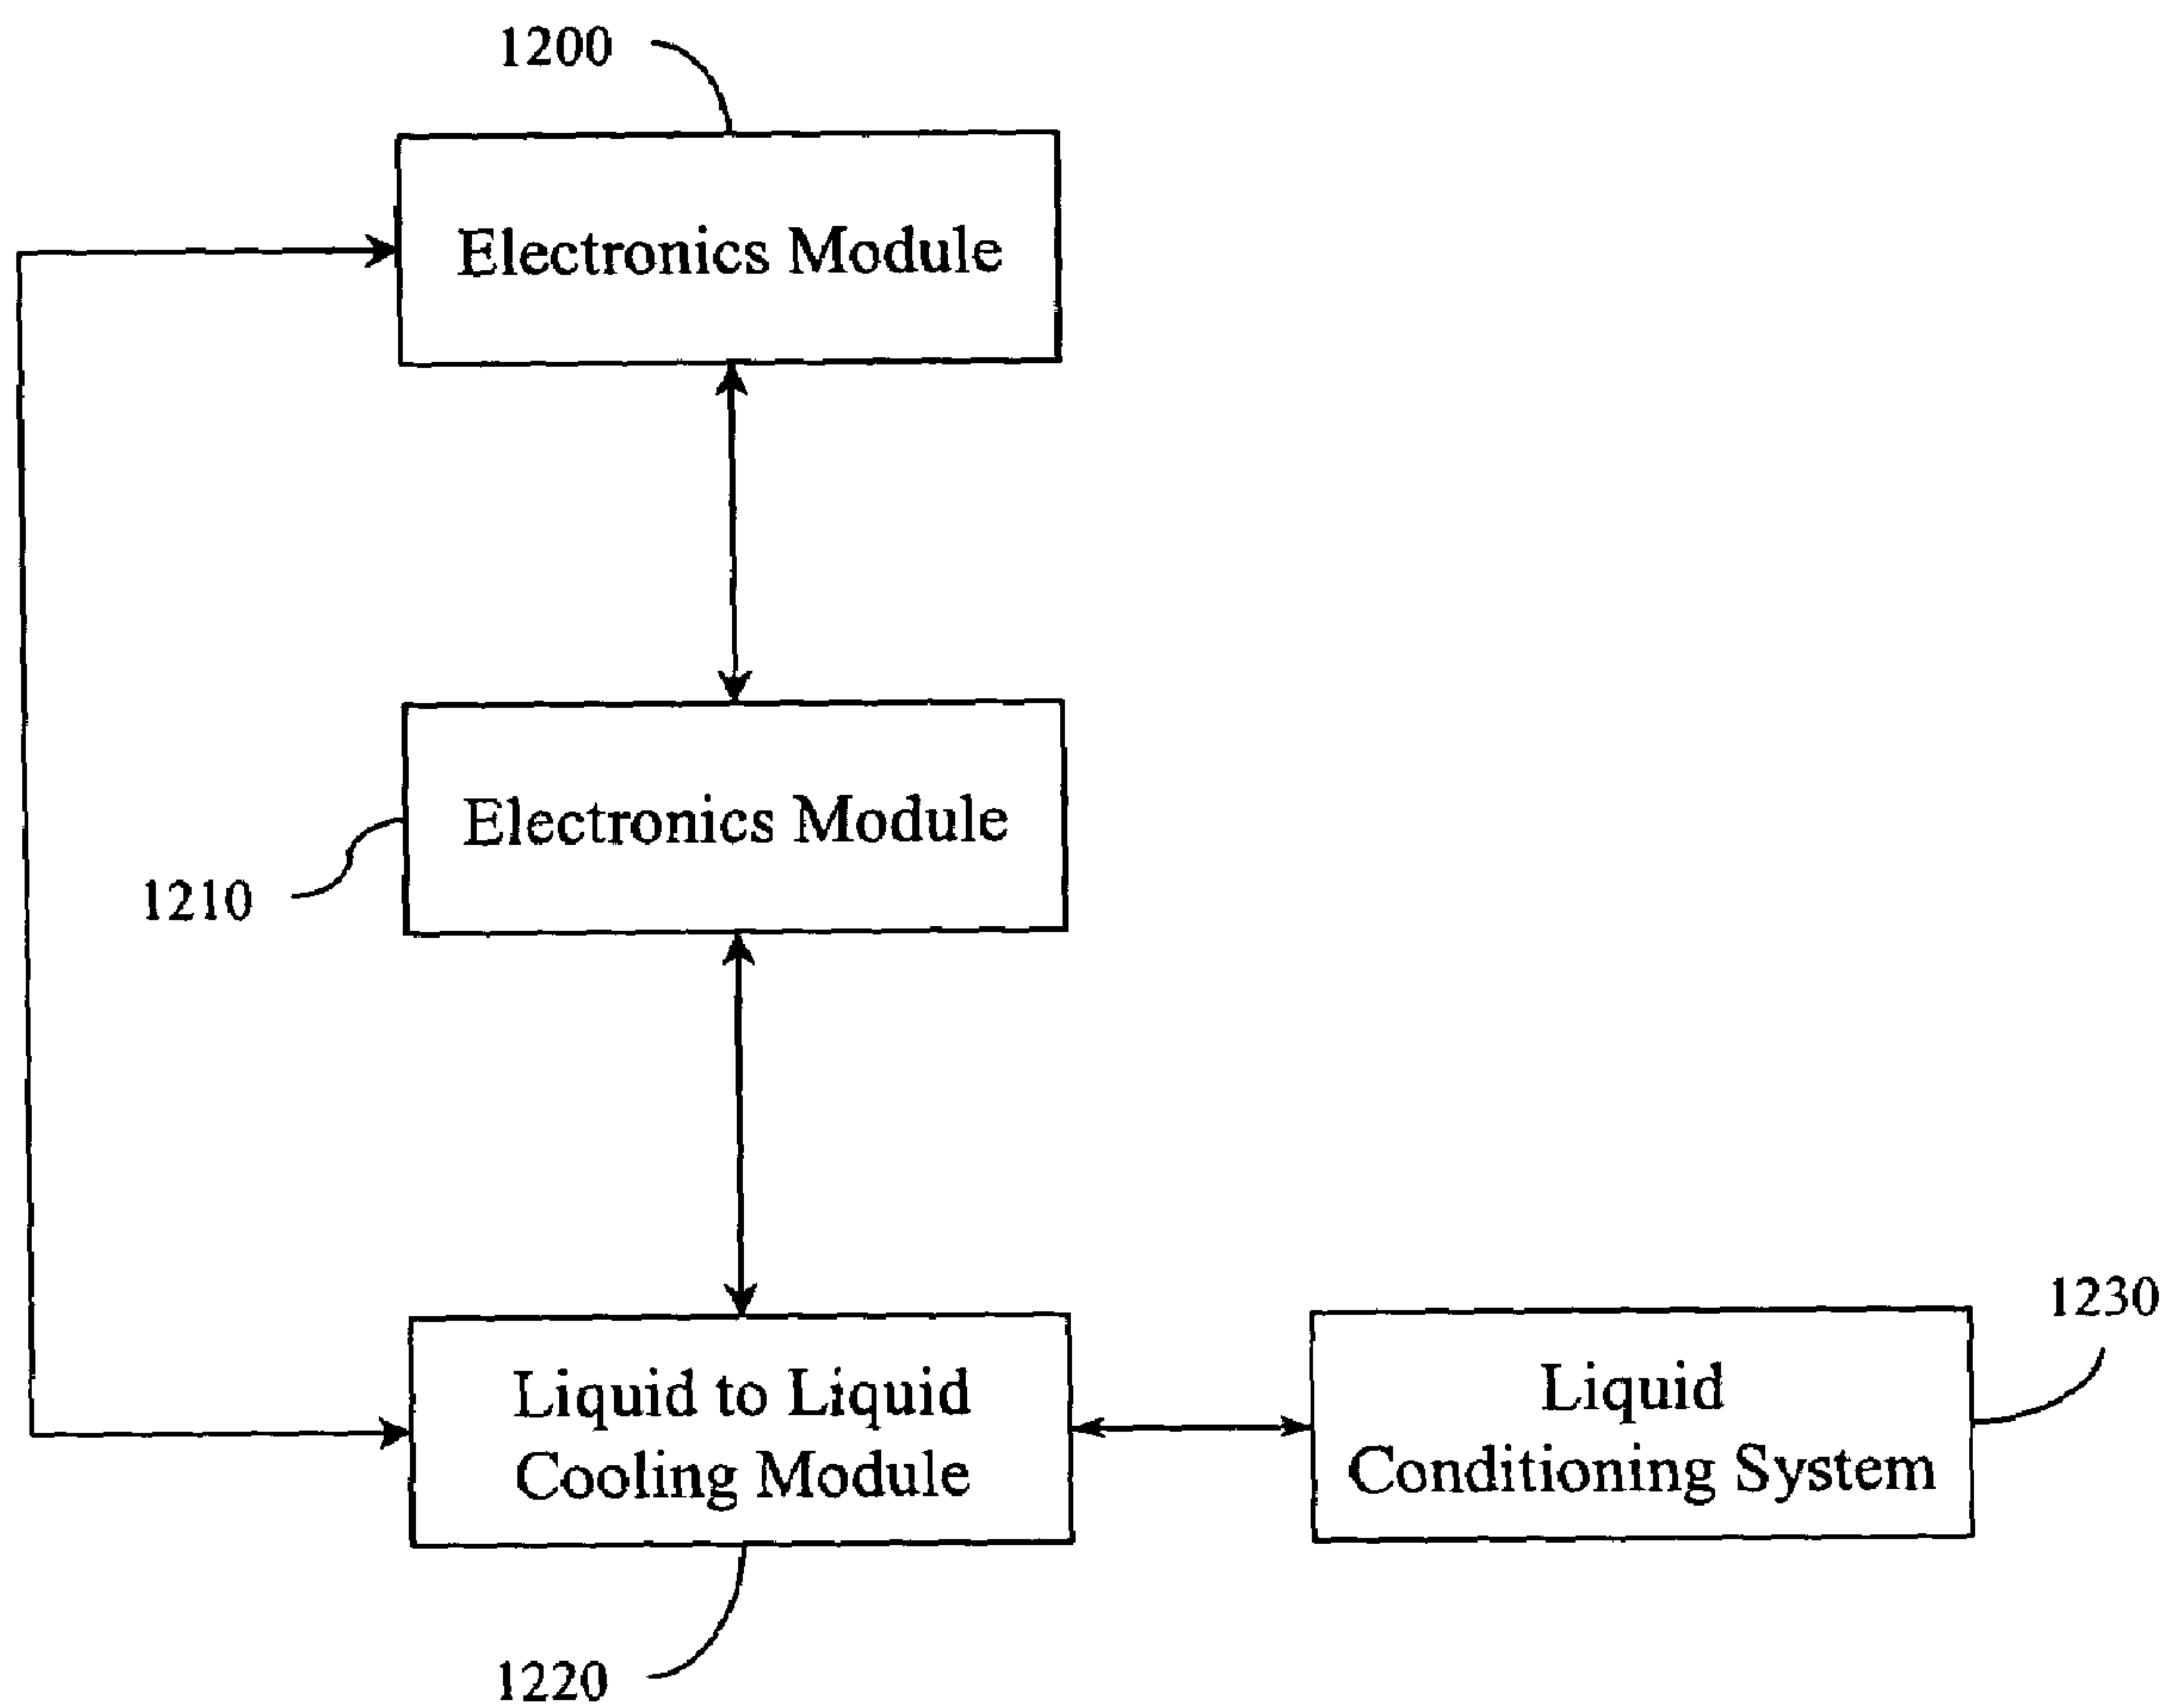 1200
Electronics Module
Electronics Module
1210
Liquid to Liquid
Cooling Module
Liquid
Conditioning System
1230
1220